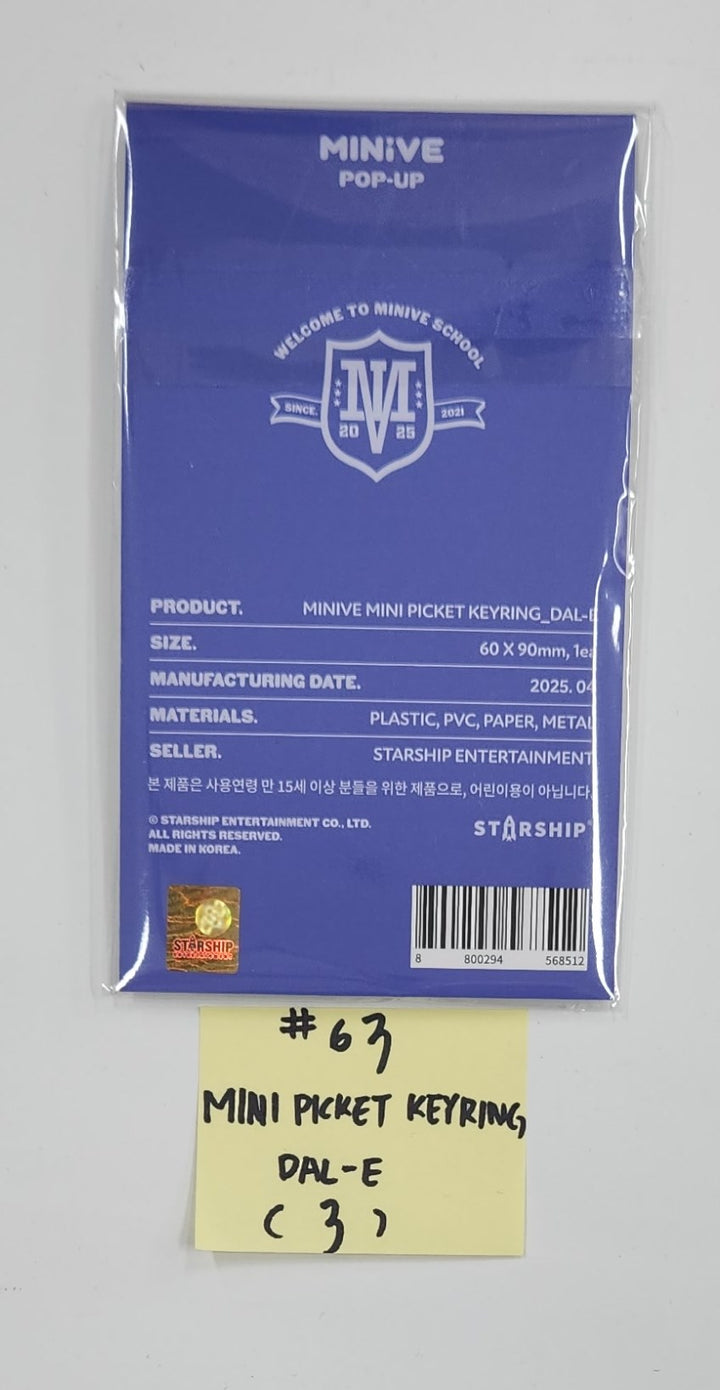 MINiVE
POP-UP
WELCOME TO MINIVE SCHOOL
MV
SINCE. 2021
20 25
PRODUCT. MINIVE MINI PICKET KEYRING_DAL-E
SIZE. 60 X 90mm, 1ea
MANUFACTURING DATE. 2025. 04
MATERIALS. PLASTIC, PVC, PAPER, METAL
SELLER. STARSHIP ENTERTAINMENT
본 제품은 사용연령 만 15세 이상 분들을 위한 제품으로, 어린이용이 아닙니다.
© STARSHIP ENTERTAINMENT CO., LTD.
ALL RIGHTS RESERVED.
MADE IN KOREA.
STARSHIP
STARSHIP
ENTERTAINMENT
8 800294 568512
#63
MINI PICKET KEYRING
DAL-E
(3)